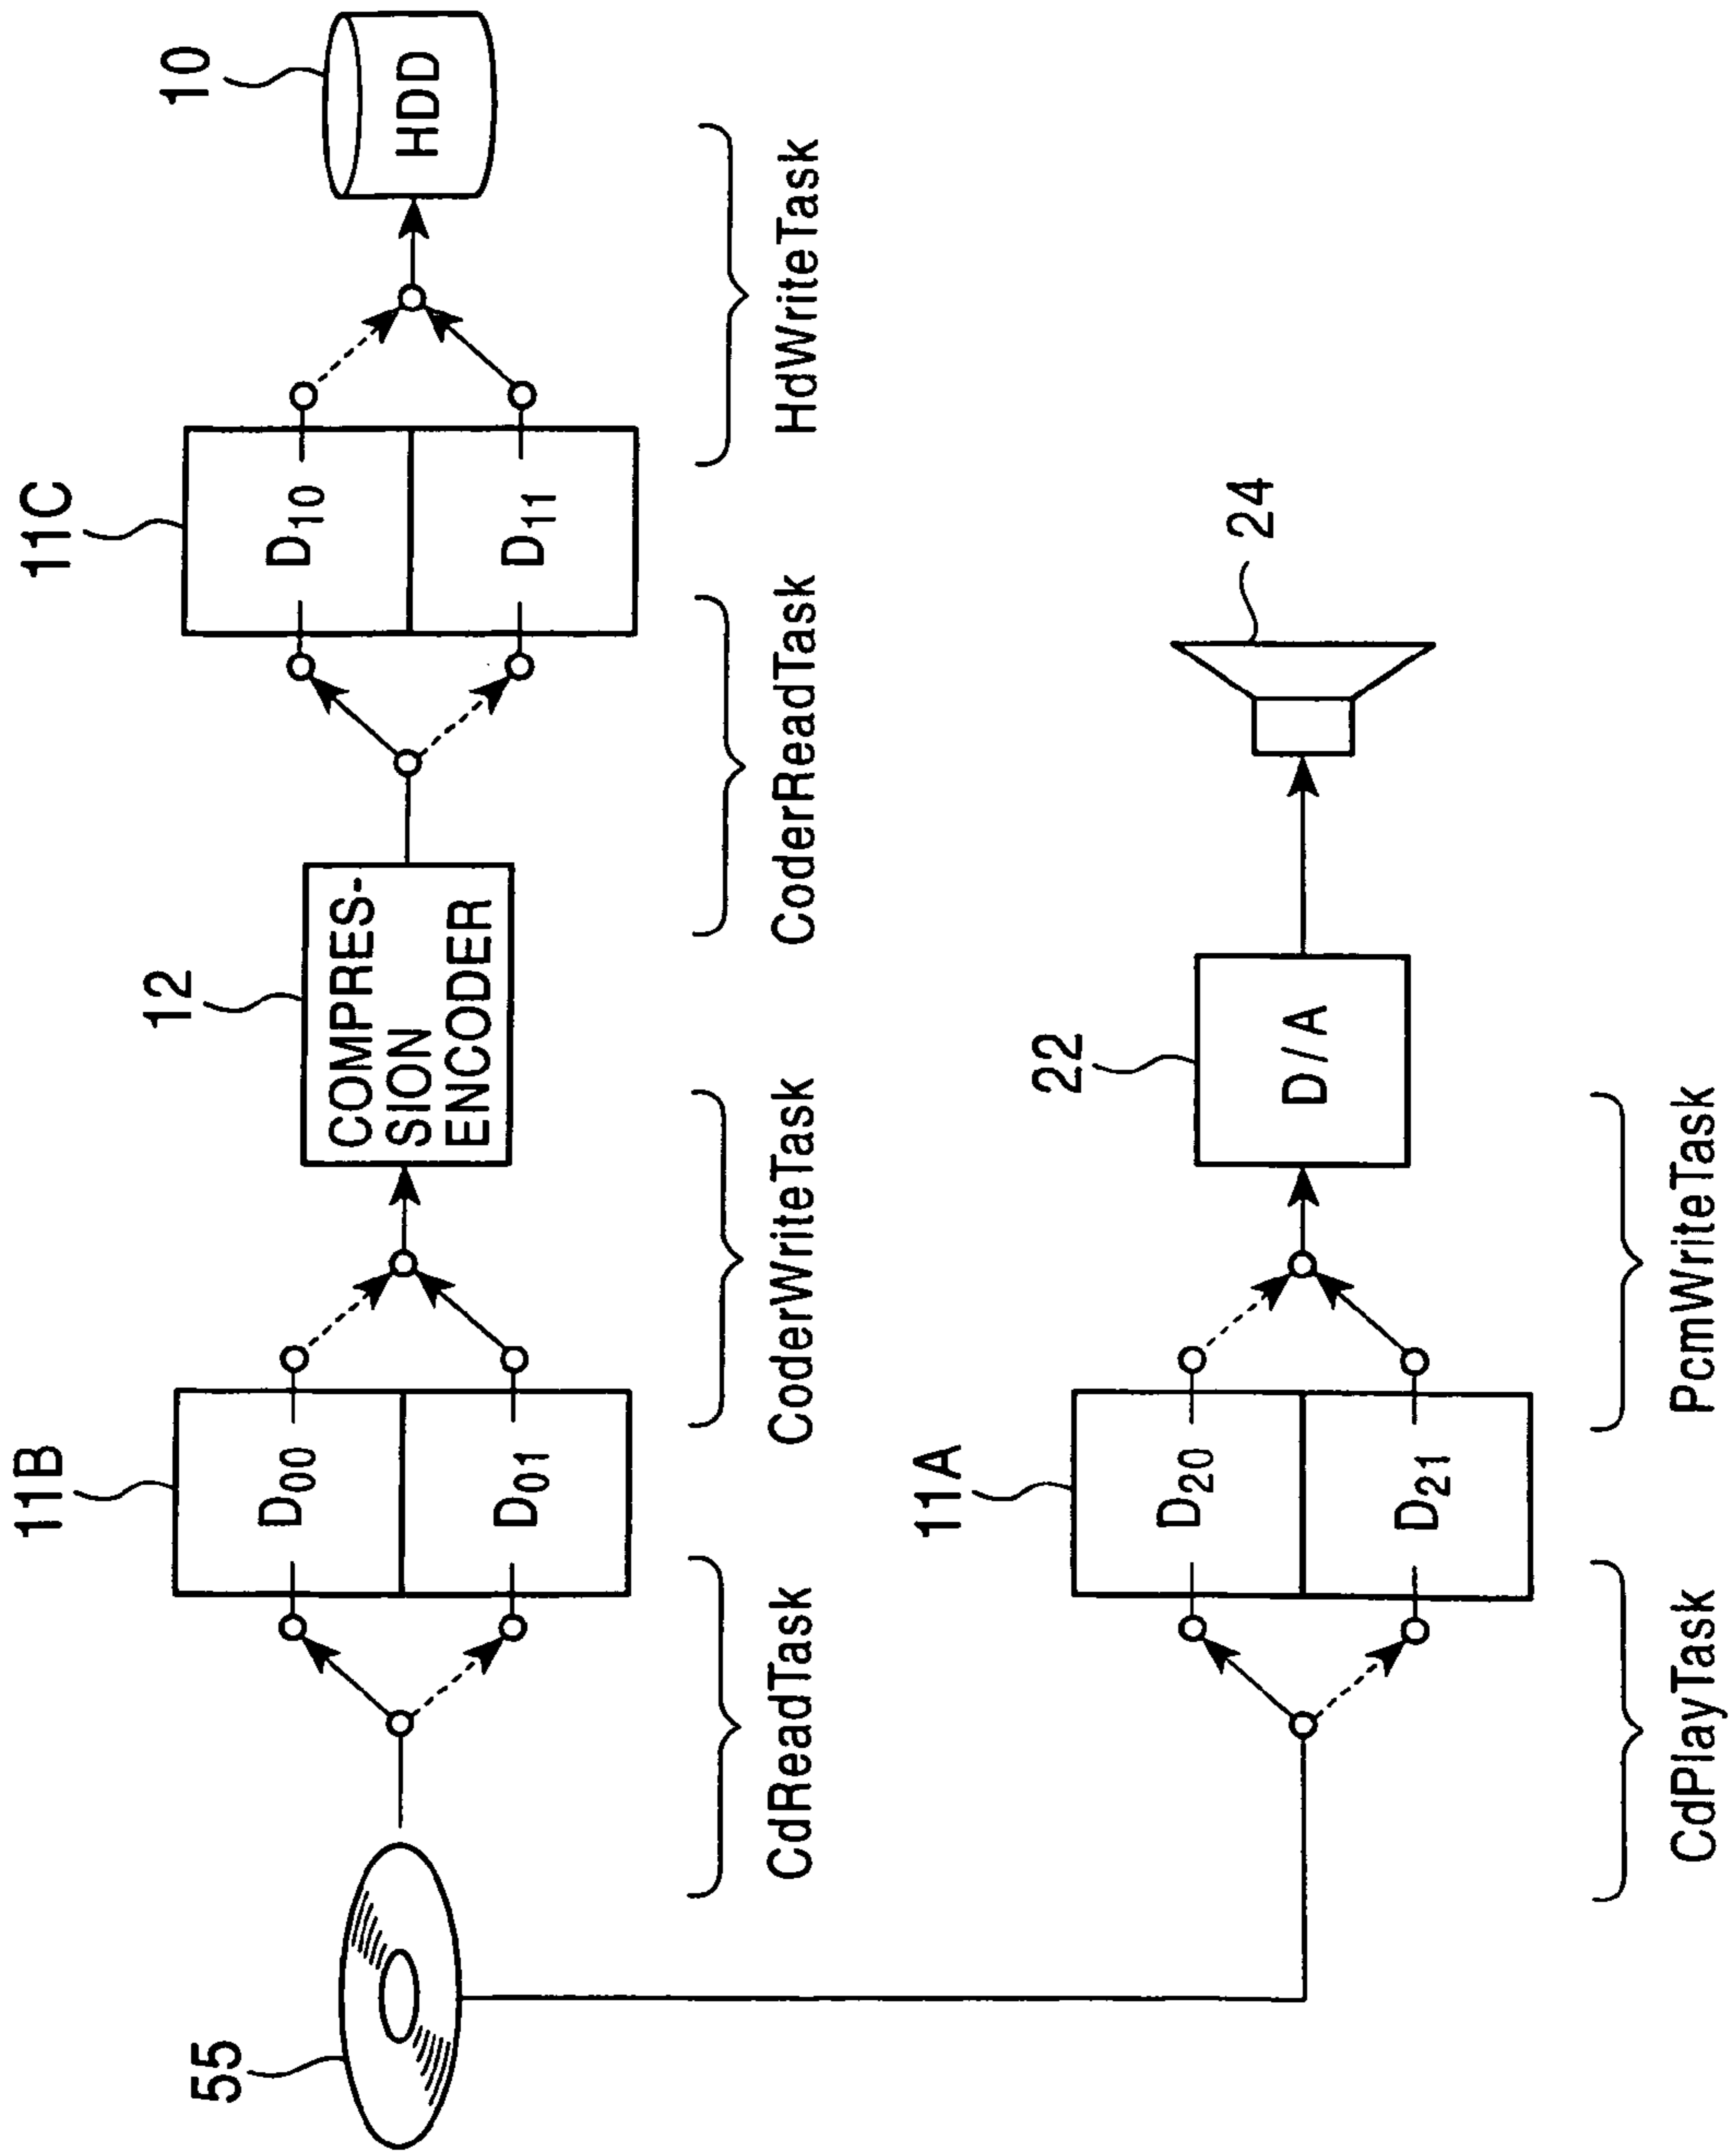 55
11B
D00
D01
12
COMPRES-
SION
ENCODER
11C
D10
D11
10
HDD
CdReadTask
CoderWriteTask
CoderReadTask
HdWriteTask
11A
D20
D21
22
D/A
24
CdPlayTask
PcmWriteTask